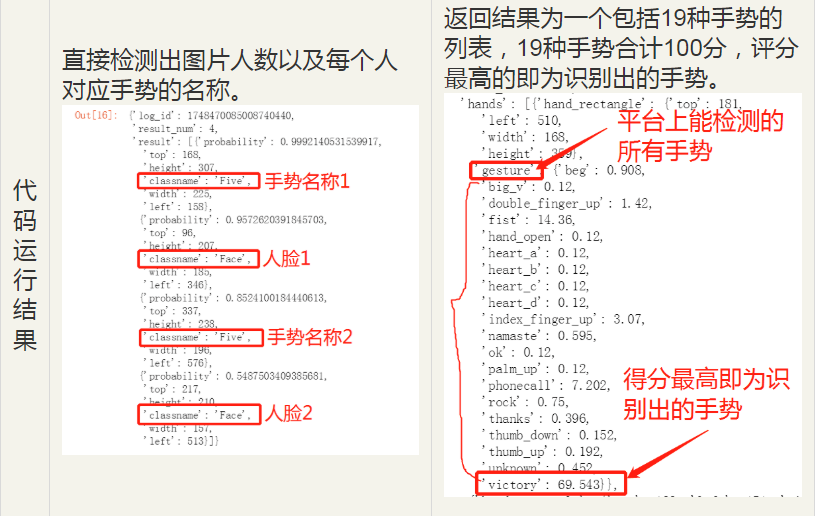 代码运行结果
直接检测出图片人数以及每个人
对应手势的名称。
Out[16]: {'log_id': 1748470085008740440,
'result_num': 4,
'result': [{'probability': 0.9992140531539917,
'top': 168,
'height': 307,
'classname': 'Five', 手势名称1
'width': 225,
'left': 158},
{'probability': 0.9572620391845703,
'top': 96,
'height': 207,
'classname': 'Face', 人脸1
'width': 185,
'left': 346},
{'probability': 0.8524100184440613,
'top': 337,
'height': 238,
'classname': 'Five', 手势名称2
'width': 196,
'left': 576},
{'probability': 0.5487503409385681,
'top': 217,
'height': 210,
'classname': 'Face', 人脸2
'width': 157,
'left': 513}]}
返回结果为一个包括19种手势的
列表，19种手势合计100分，评分
最高的即为识别出的手势。
'hands': [{'hand_rectangle': {'top': 181,
'left': 510,
'width': 168,
'height': 359},
平台上能检测的
所有手势
'gesture': {'beg': 0.908,
'big_v': 0.12,
'double_finger_up': 1.42,
'fist': 14.36,
'hand_open': 0.12,
'heart_a': 0.12,
'heart_b': 0.12,
'heart_c': 0.12,
'heart_d': 0.12,
'index_finger_up': 3.07,
'namaste': 0.595,
'ok': 0.12,
'palm_up': 0.12,
'phonecall': 7.202,
'rock': 0.75,
'thanks': 0.396,
'thumb_down': 0.152,
'thumb_up': 0.192,
'unknown': 0.452,
'victory': 69.543}},
得分最高即为识
别出的手势